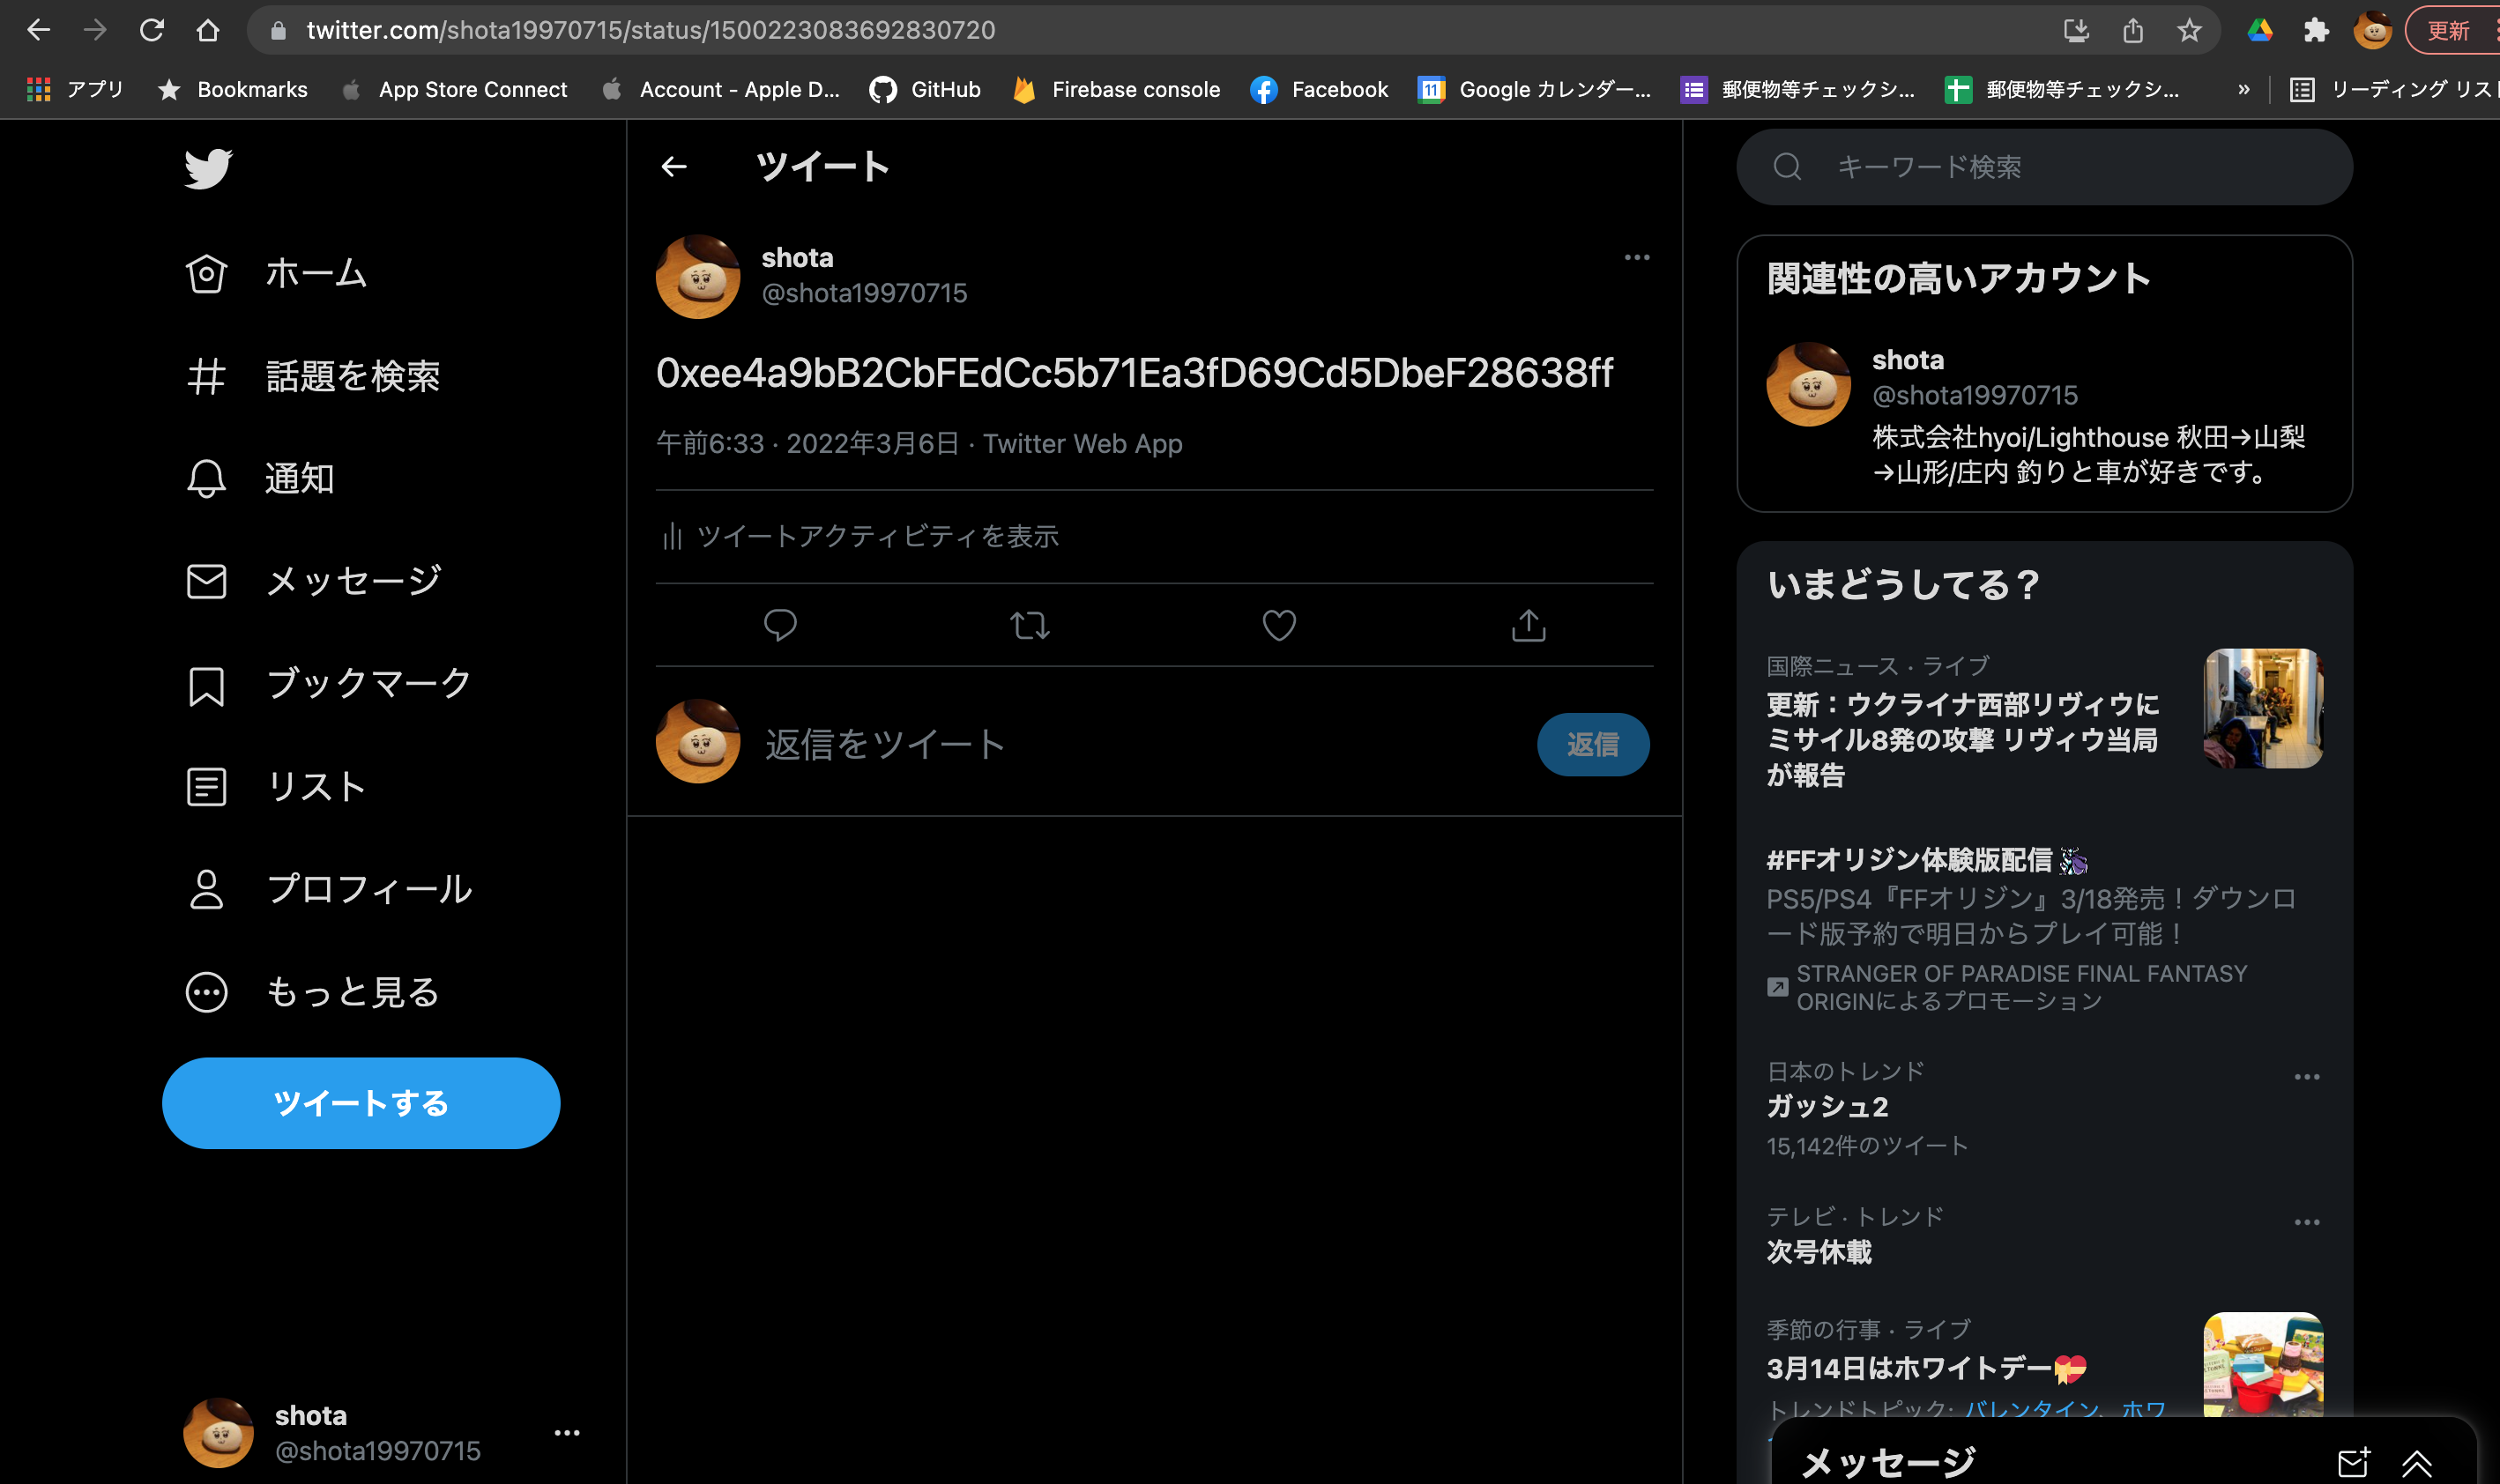 twitter.com/shota19970715/status/1500223083692830720
更新
アプリ
Bookmarks
App Store Connect
Account - Apple D...
GitHub
Firebase console
Facebook
Google カレンダー...
郵便物等チェックシ...
郵便物等チェックシ...
»
リーディング リスト
ホーム
話題を検索
通知
メッセージ
ブックマーク
リスト
プロフィール
もっと見る
ツイートする
shota
@shota19970715
ツイート
shota
@shota19970715
0xee4a9bB2CbFEdCc5b71Ea3fD69Cd5DbeF28638ff
午前6:33 · 2022年3月6日 · Twitter Web App
ツイートアクティビティを表示
返信をツイート
返信
キーワード検索
関連性の高いアカウント
shota
@shota19970715
株式会社hyoi/Lighthouse 秋田→山梨
→山形/庄内 釣りと車が好きです。
いまどうしてる？
国際ニュース · ライブ
更新：ウクライナ西部リヴィウに
ミサイル8発の攻撃 リヴィウ当局
が報告
#FFオリジン体験版配信
PS5/PS4『FFオリジン』3/18発売！ダウンロ
ード版予約で明日からプレイ可能！
STRANGER OF PARADISE FINAL FANTASY
ORIGINによるプロモーション
日本のトレンド
ガッシュ2
15,142件のツイート
テレビ · トレンド
次号休載
季節の行事 · ライブ
3月14日はホワイトデー
トレンドトピック: バレンタイン、ホワ
メッセージ